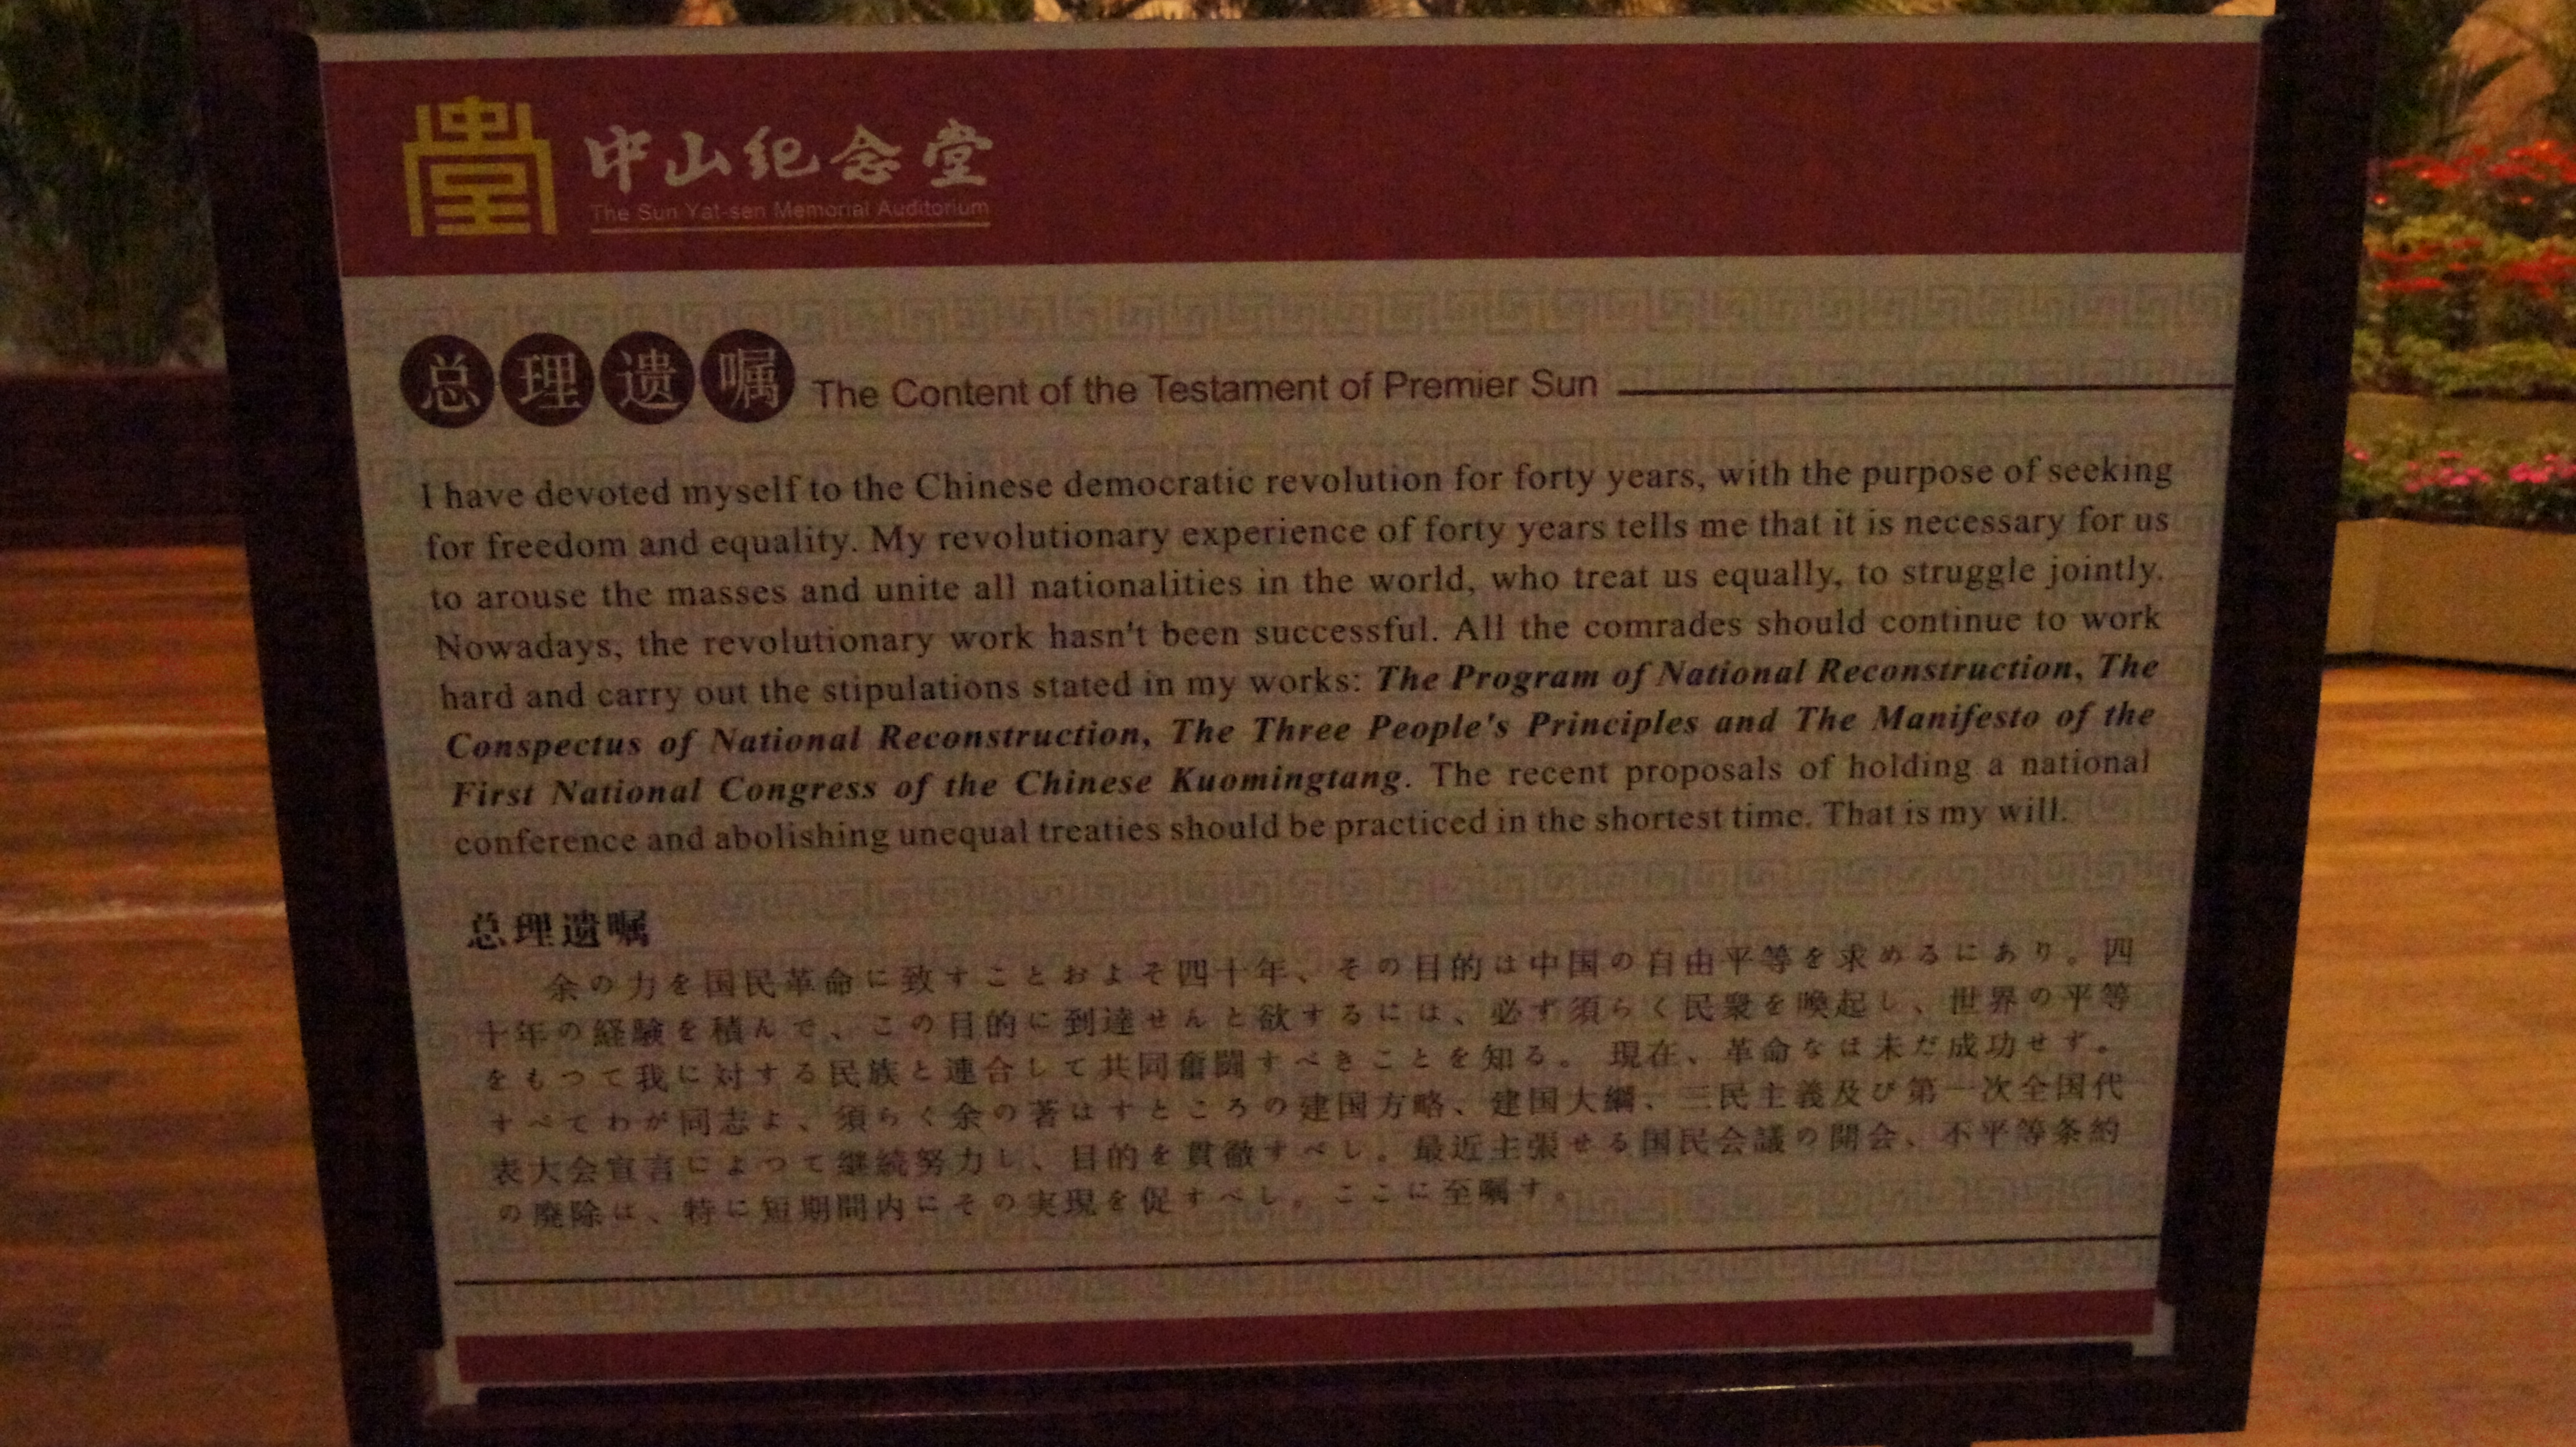 中山纪念堂
The Sun Yat-sen Memorial Auditorium
总理遗嘱 The Content of the Testament of Premier Sun
I have devoted myself to the Chinese democratic revolution for forty years, with the purpose of seeking
for freedom and equality. My revolutionary experience of forty years tells me that it is necessary for us
to arouse the masses and unite all nationalities in the world, who treat us equally, to struggle jointly.
Nowadays, the revolutionary work hasn't been successful. All the comrades should continue to work
hard and carry out the stipulations stated in my works: The Program of National Reconstruction, The
Conspectus of National Reconstruction, The Three People's Principles and The Manifesto of the
First National Congress of the Chinese Kuomingtang. The recent proposals of holding a national
conference and abolishing unequal treaties should be practiced in the shortest time. That is my will.
总理遗嘱
余の力を国民革命に致すことおよそ四十年、その目的は中国の自由平等を求めるにあり。四
十年の経験を積んで、この目的に到達せんと欲するには、必ず須らく民衆を喚起し、世界の平等
をもつて我に対する民族と連合して共同奮闘すべきことを知る。現在、革命なほ未だ成功せず。
すべてわが同志よ、須らく余の著はすところの建国方略、建国大綱、三民主義及び第一次全国代
表大会宣言によつて継続努力し、目的を貫徹すべし。最近主張せる国民会議の開会、不平等条約
の廃除は、特に短期間内にその実現を促すべし。ここに至嘱す。